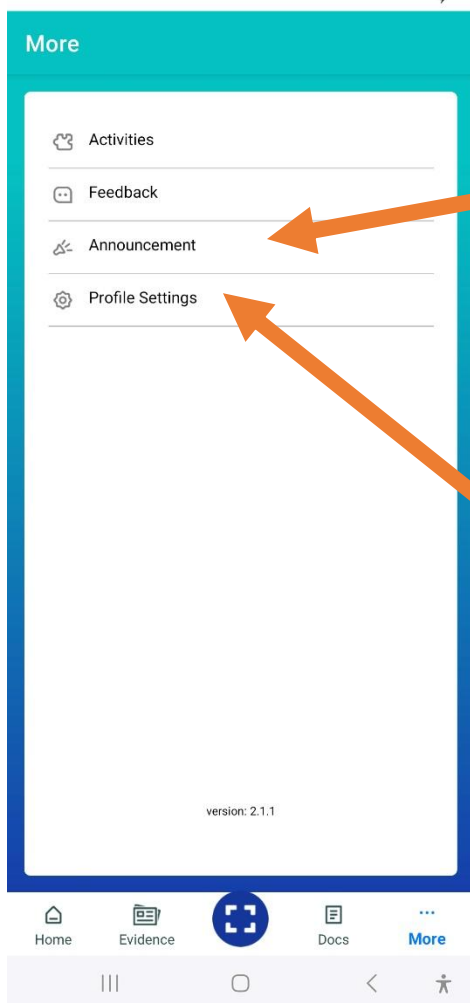 More
Activities
Feedback
Announcement
Profile Settings
version: 2.1.1
Home Evidence Docs More